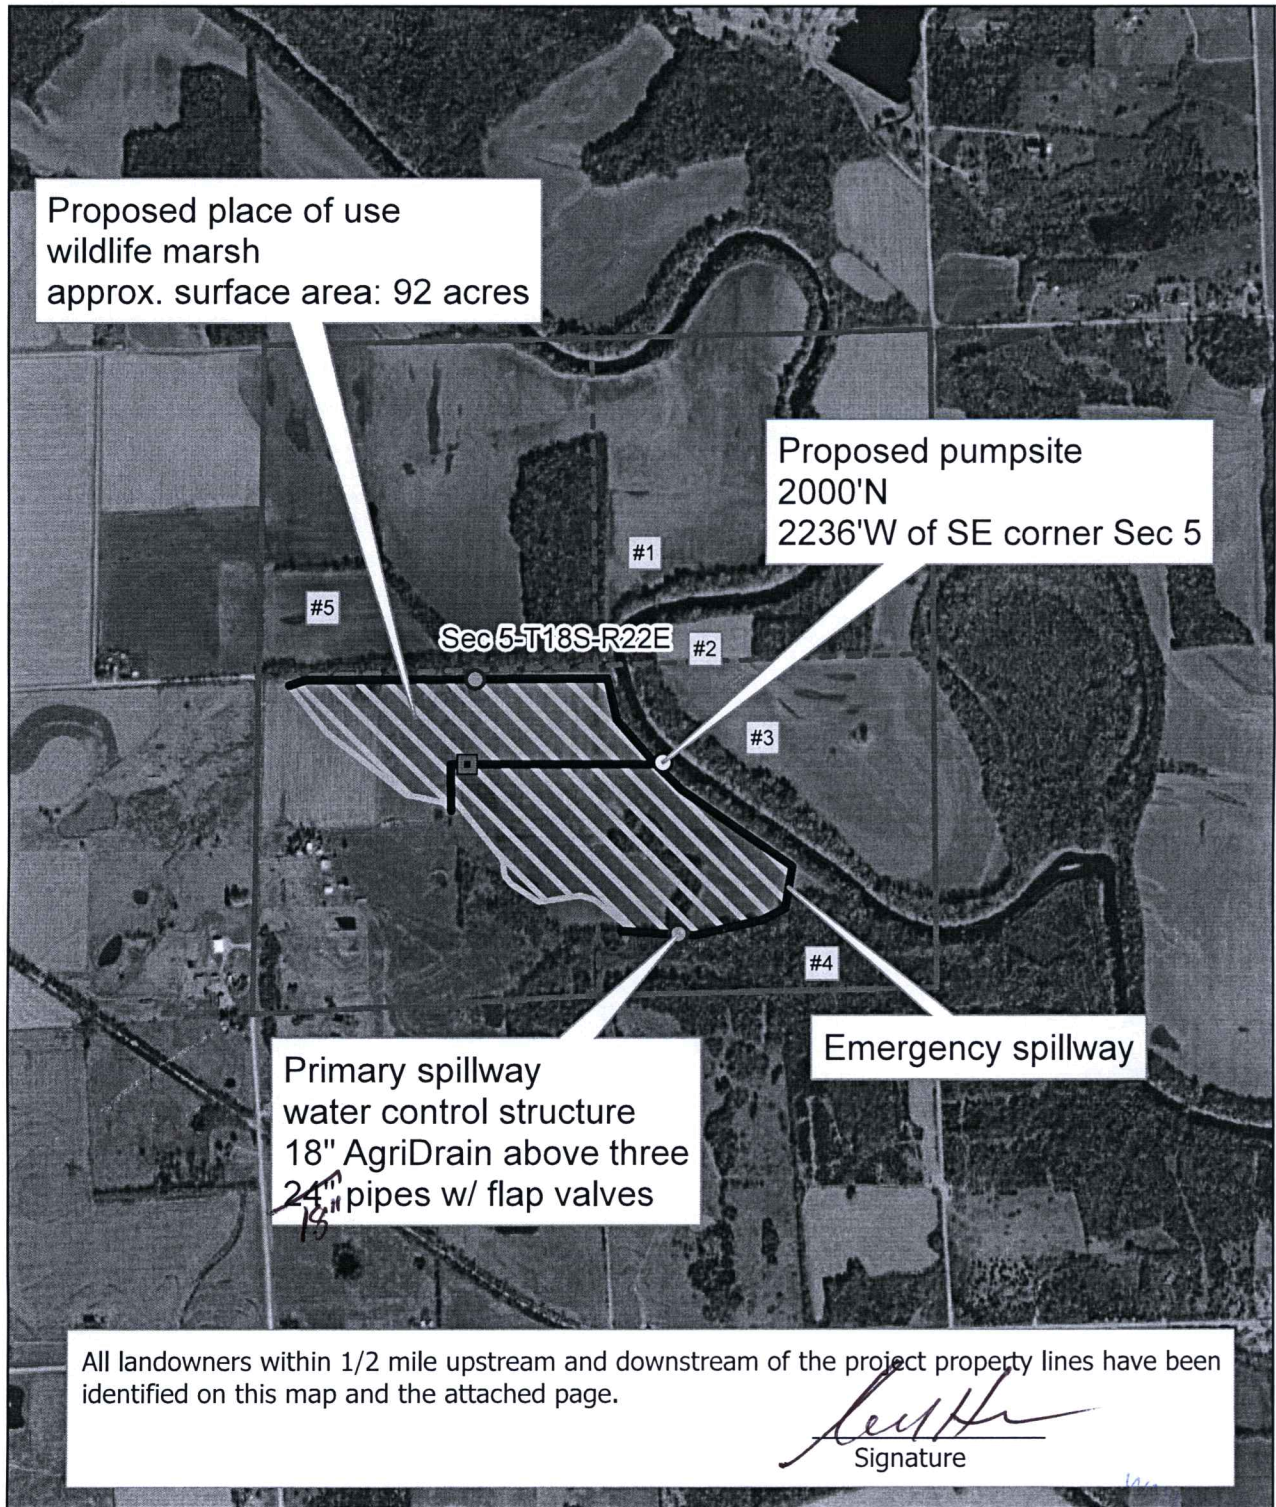 Proposed place of use
wildlife marsh
approx. surface area: 92 acres
Proposed pumpsite
2000'N
2236'W of SE corner Sec 5
#1
#5
Sec 5-T18S-R22E
#2
#3
#4
Emergency spillway
Primary spillway
water control structure
18" AgriDrain above three
24" pipes w/ flap valves
18"
All landowners within 1/2 mile upstream and downstream of the project property lines have been
identified on this map and the attached page.
Signature